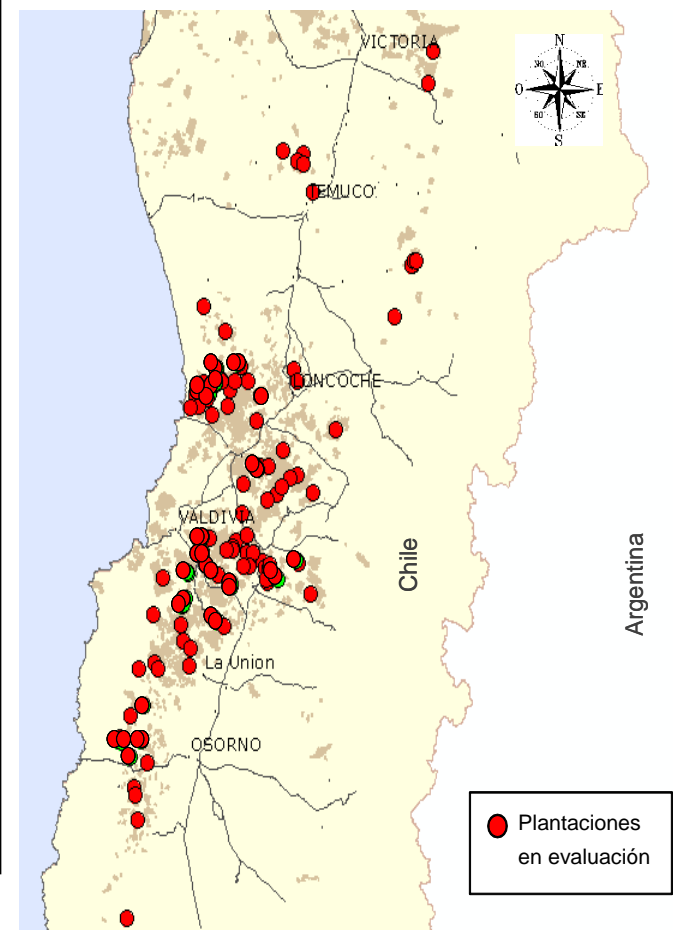 VICTORIA
N
NO
NE
O
E
SO
SE
S
TEMUCO
LONCOCHE
VALDIVIA
Chile
Argentina
La Union
OSORNO
Plantaciones
en evaluación